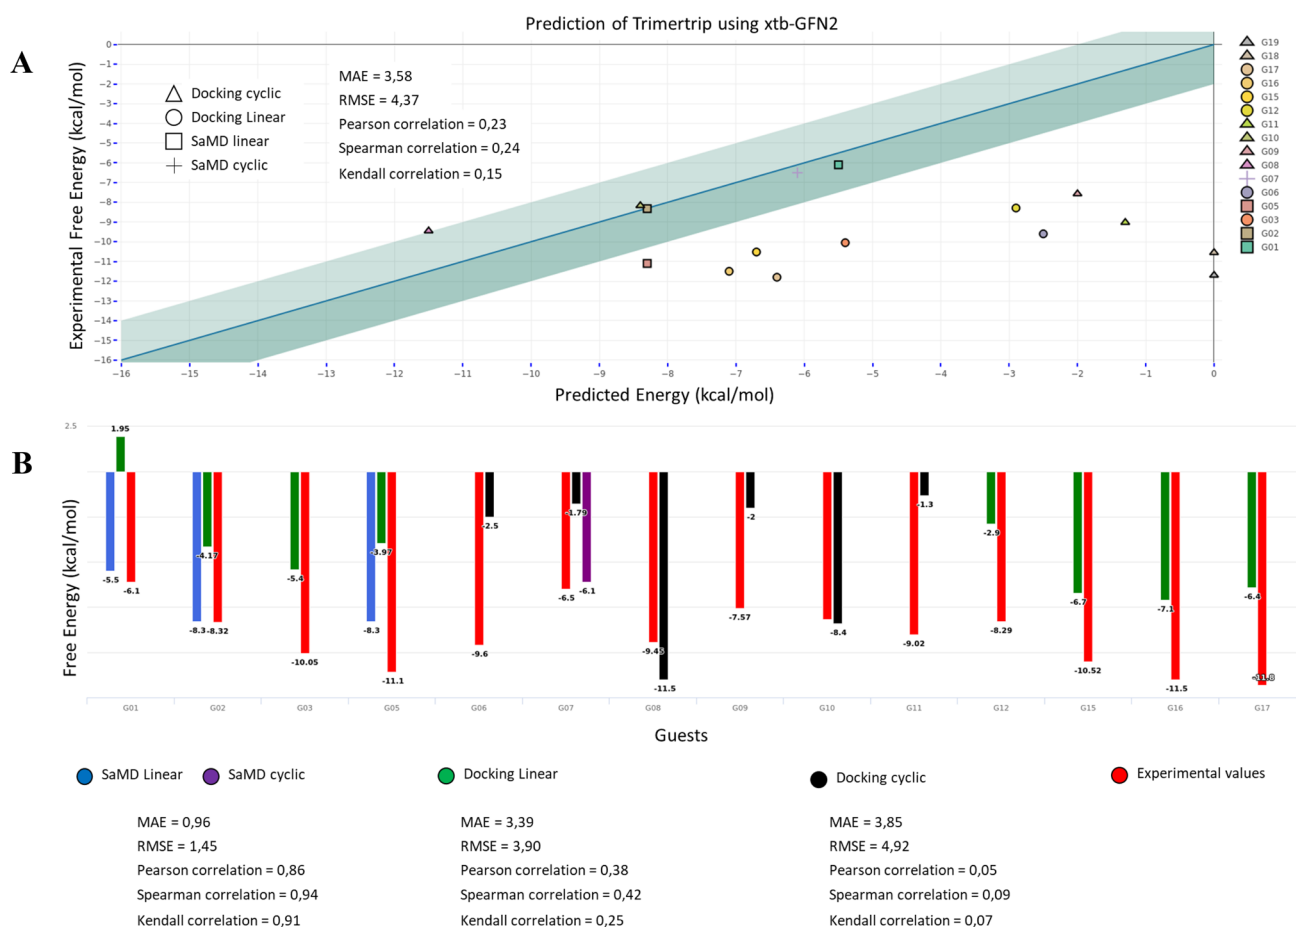 Prediction of Trimertrip using xtb-GFN2
A
Experimental Free Energy (kcal/mol)
0
−1
−2
−3
−4
−5
−6
−7
−8
−9
−10
−11
−12
−13
−14
−15
−16
Docking cyclic
Docking Linear
SaMD linear
SaMD cyclic
MAE = 3,58
RMSE = 4,37
Pearson correlation = 0,23
Spearman correlation = 0,24
Kendall correlation = 0,15
G19
G18
G17
G16
G15
G12
G11
G10
G09
G08
G07
G06
G05
G03
G02
G01
−16 −15 −14 −13 −12 −11 −10 −9 −8 −7 −6 −5 −4 −3 −2 −1 0
Predicted Energy (kcal/mol)
B
Free Energy (kcal/mol)
2.5
1.95
-5.5
-6.1
-8.3
-4.17
-8.32
-5.4
-10.05
-8.3
-3.97
-11.1
-9.6
-2.5
-6.5
-1.79
-6.1
-9.45
-11.5
-7.57
-2
-8.4
-9.02
-1.3
-2.9
-8.29
-6.7
-10.52
-7.1
-11.5
-6.4
-11.8
G01 G02 G03 G05 G06 G07 G08 G09 G10 G11 G12 G15 G16 G17
Guests
SaMD Linear SaMD cyclic Docking Linear Docking cyclic Experimental values
MAE = 0,96
RMSE = 1,45
Pearson correlation = 0,86
Spearman correlation = 0,94
Kendall correlation = 0,91
MAE = 3,39
RMSE = 3,90
Pearson correlation = 0,38
Spearman correlation = 0,42
Kendall correlation = 0,25
MAE = 3,85
RMSE = 4,92
Pearson correlation = 0,05
Spearman correlation = 0,09
Kendall correlation = 0,07